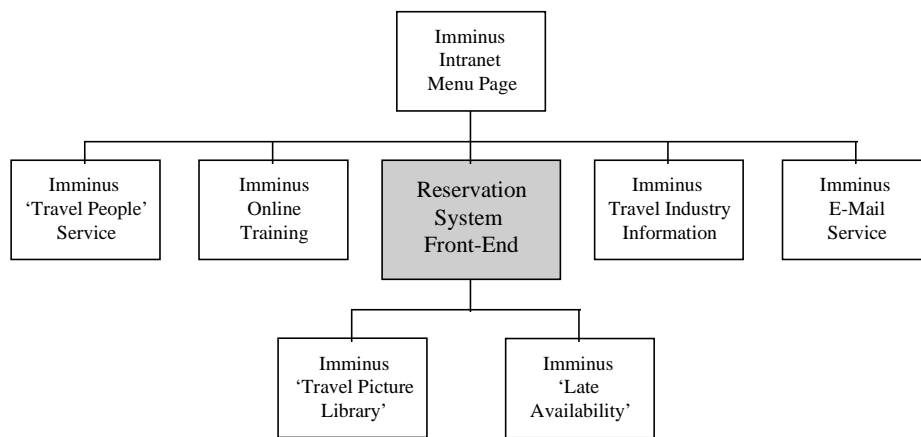 Imminus
Intranet
Menu Page
Imminus
‘Travel People’
Service
Imminus
Online
Training
Reservation
System
Front-End
Imminus
Travel Industry
Information
Imminus
E-Mail
Service
Imminus
‘Travel Picture
Library’
Imminus
‘Late
Availability’